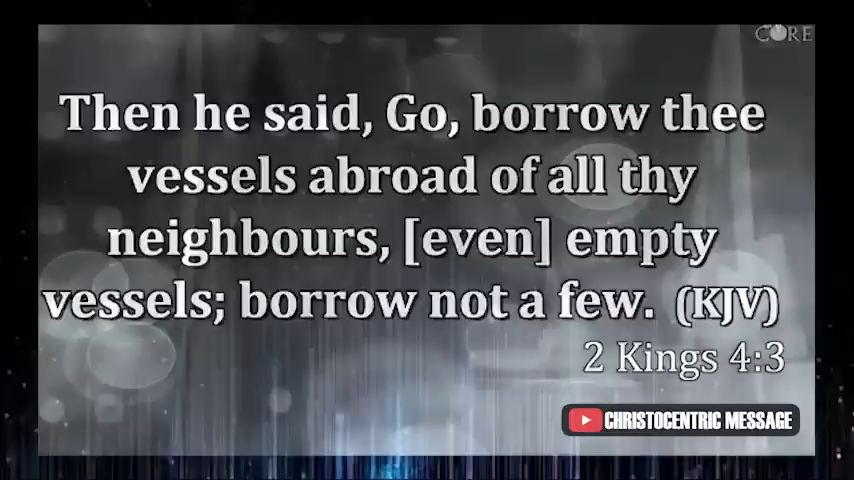 CORE
Then he said, Go, borrow thee
vessels abroad of all thy
neighbours, [even] empty
vessels; borrow not a few. (KJV)
2 Kings 4:3
CHRISTOCENTRIC MESSAGE